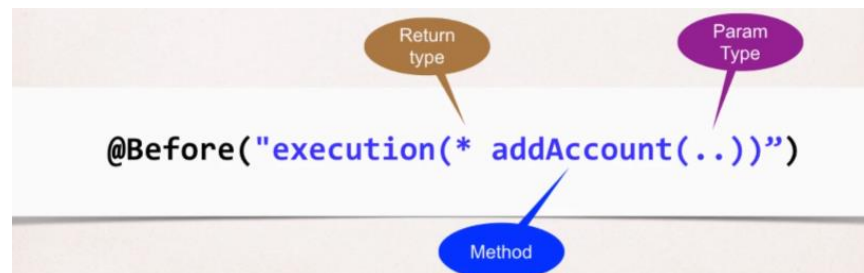 Return
type
Param
Type
@Before("execution(* addAccount(..))”)
Method